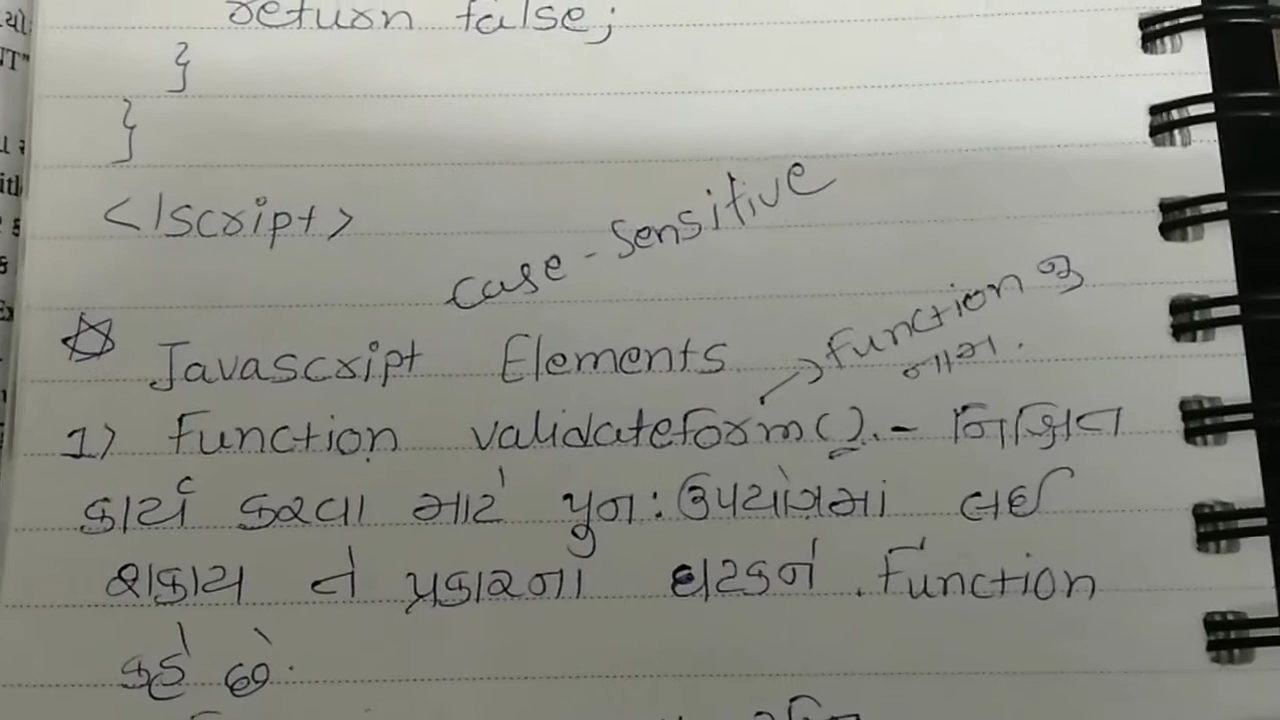 return false;
}
}
</script>
case-sensitive
Javascript Elements
Function નુ
નામ.
1) Function validateform() - નિશ્ચિત
કાર્ય કરવા માટે પુન: ઉપયોગમાં લઈ
શકાય તે પ્રકારના ઘટકને Function
કહે છે.